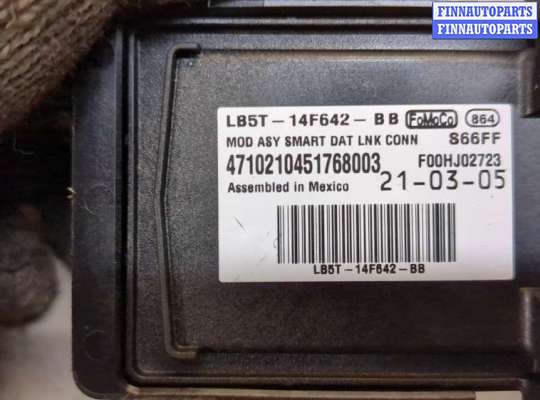 FINNAUTOPARTS
FINNAUTOPARTS
FINNAUTOPARTS
LB5T-14F642-BB FoMoCo 864
MOD ASY SMART DAT LNK CONN S66FF
4710210451768003 F00HJ02723
Assembled in Mexico 21-03-05
LB5T-14F642-BB